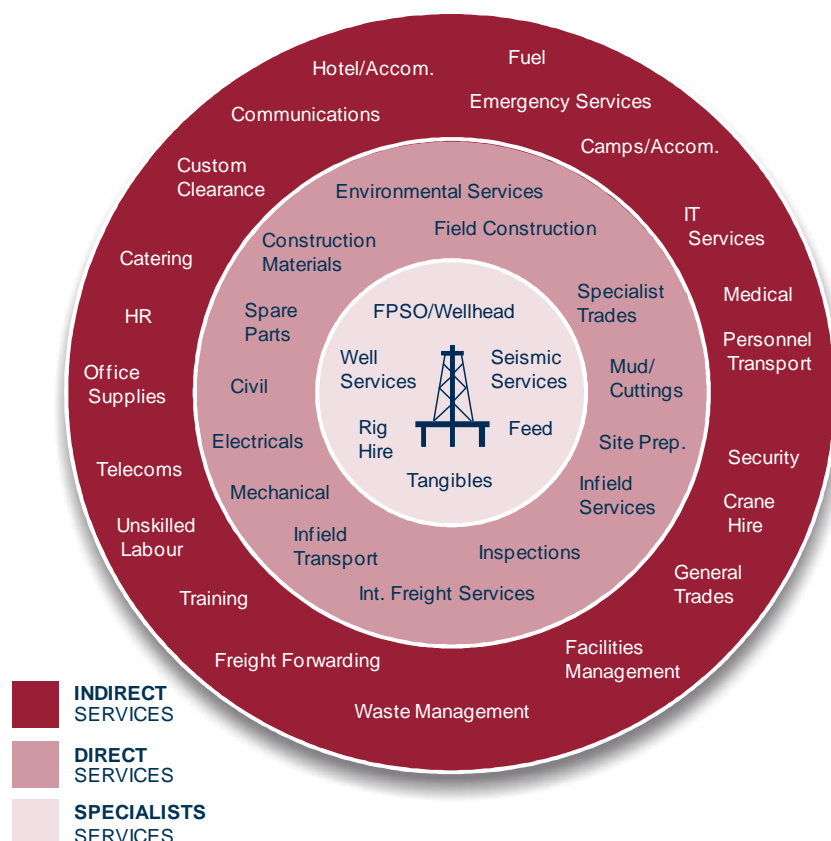 Hotel/Accom.
Fuel
Communications
Emergency Services
Custom
Clearance
Camps/Accom.
Environmental Services
IT
Services
Construction
Materials
Field Construction
Catering
Specialist
Trades
Medical
Spare
Parts
FPSO/Wellhead
HR
Personnel
Transport
Well
Services
Seismic
Services
Mud/
Cuttings
Office
Supplies
Civil
Rig
Hire
Feed
Electricals
Site Prep.
Security
Telecoms
Tangibles
Mechanical
Infield
Services
Crane
Hire
Unskilled
Labour
Infield
Transport
Inspections
General
Trades
Training
Int. Freight Services
Freight Forwarding
Facilities
Management
Waste Management
INDIRECT
SERVICES
DIRECT
SERVICES
SPECIALISTS
SERVICES